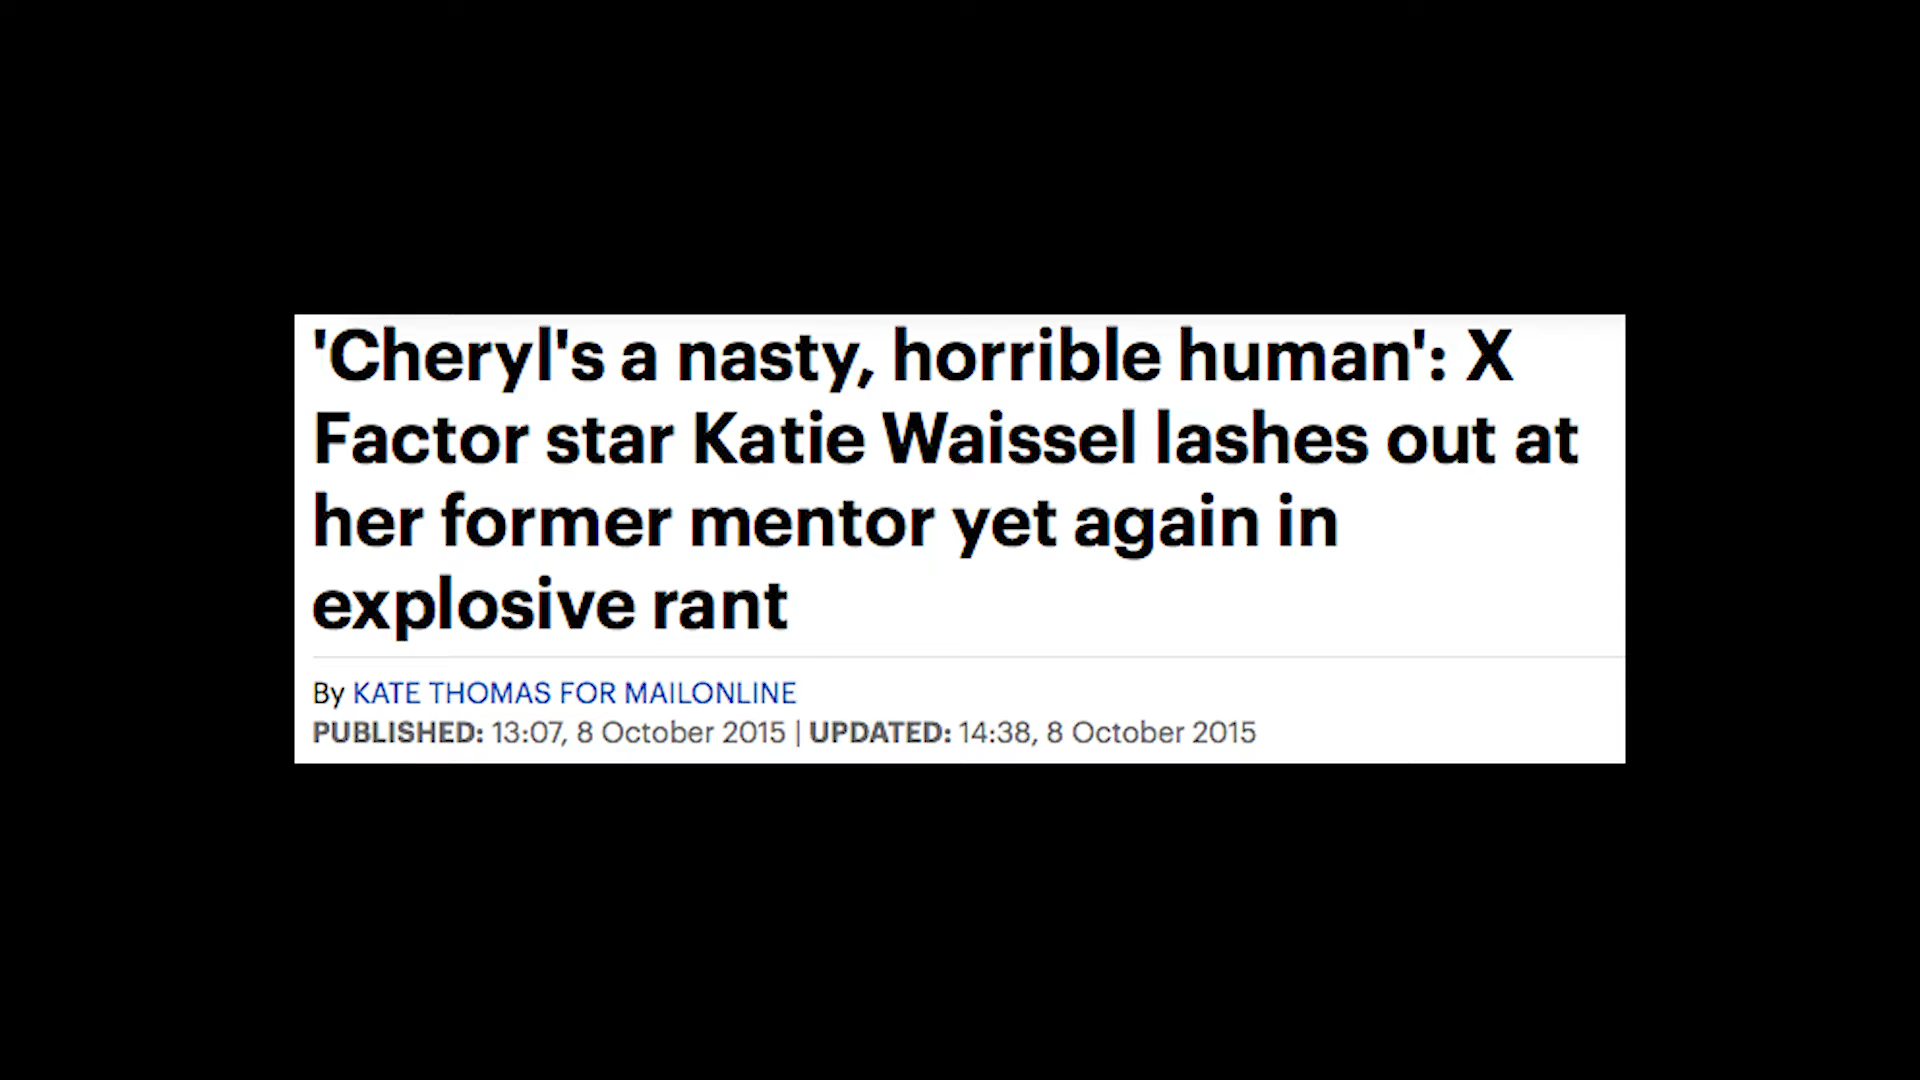 'Cheryl's a nasty, horrible human': X
Factor star Katie Waissel lashes out at
her former mentor yet again in
explosive rant
By KATE THOMAS FOR MAILONLINE
PUBLISHED: 13:07, 8 October 2015 | UPDATED: 14:38, 8 October 2015